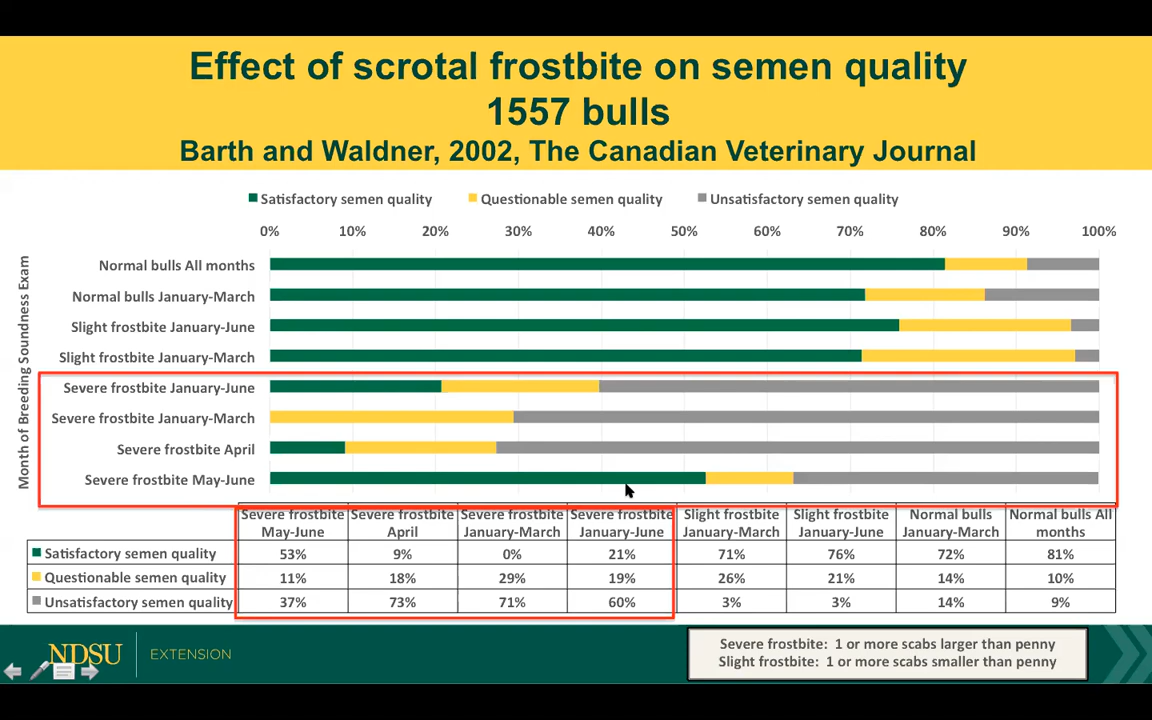 Effect of scrotal frostbite on semen quality
1557 bulls
Barth and Waldner, 2002, The Canadian Veterinary Journal
Satisfactory semen quality Questionable semen quality Unsatisfactory semen quality
0% 10% 20% 30% 40% 50% 60% 70% 80% 90% 100%
Month of Breeding Soundness Exam
Normal bulls All months
Normal bulls January-March
Slight frostbite January-June
Slight frostbite January-March
Severe frostbite January-June
Severe frostbite January-March
Severe frostbite April
Severe frostbite May-June
Severe frostbite Severe frostbite Severe frostbite Severe frostbite Slight frostbite Slight frostbite Normal bulls Normal bulls All
May-June April January-March January-June January-March January-June January-March months
Satisfactory semen quality 53% 9% 0% 21% 71% 76% 72% 81%
Questionable semen quality 11% 18% 29% 19% 26% 21% 14% 10%
Unsatisfactory semen quality 37% 73% 71% 60% 3% 3% 14% 9%
NDSU EXTENSION
Severe frostbite: 1 or more scabs larger than penny
Slight frostbite: 1 or more scabs smaller than penny